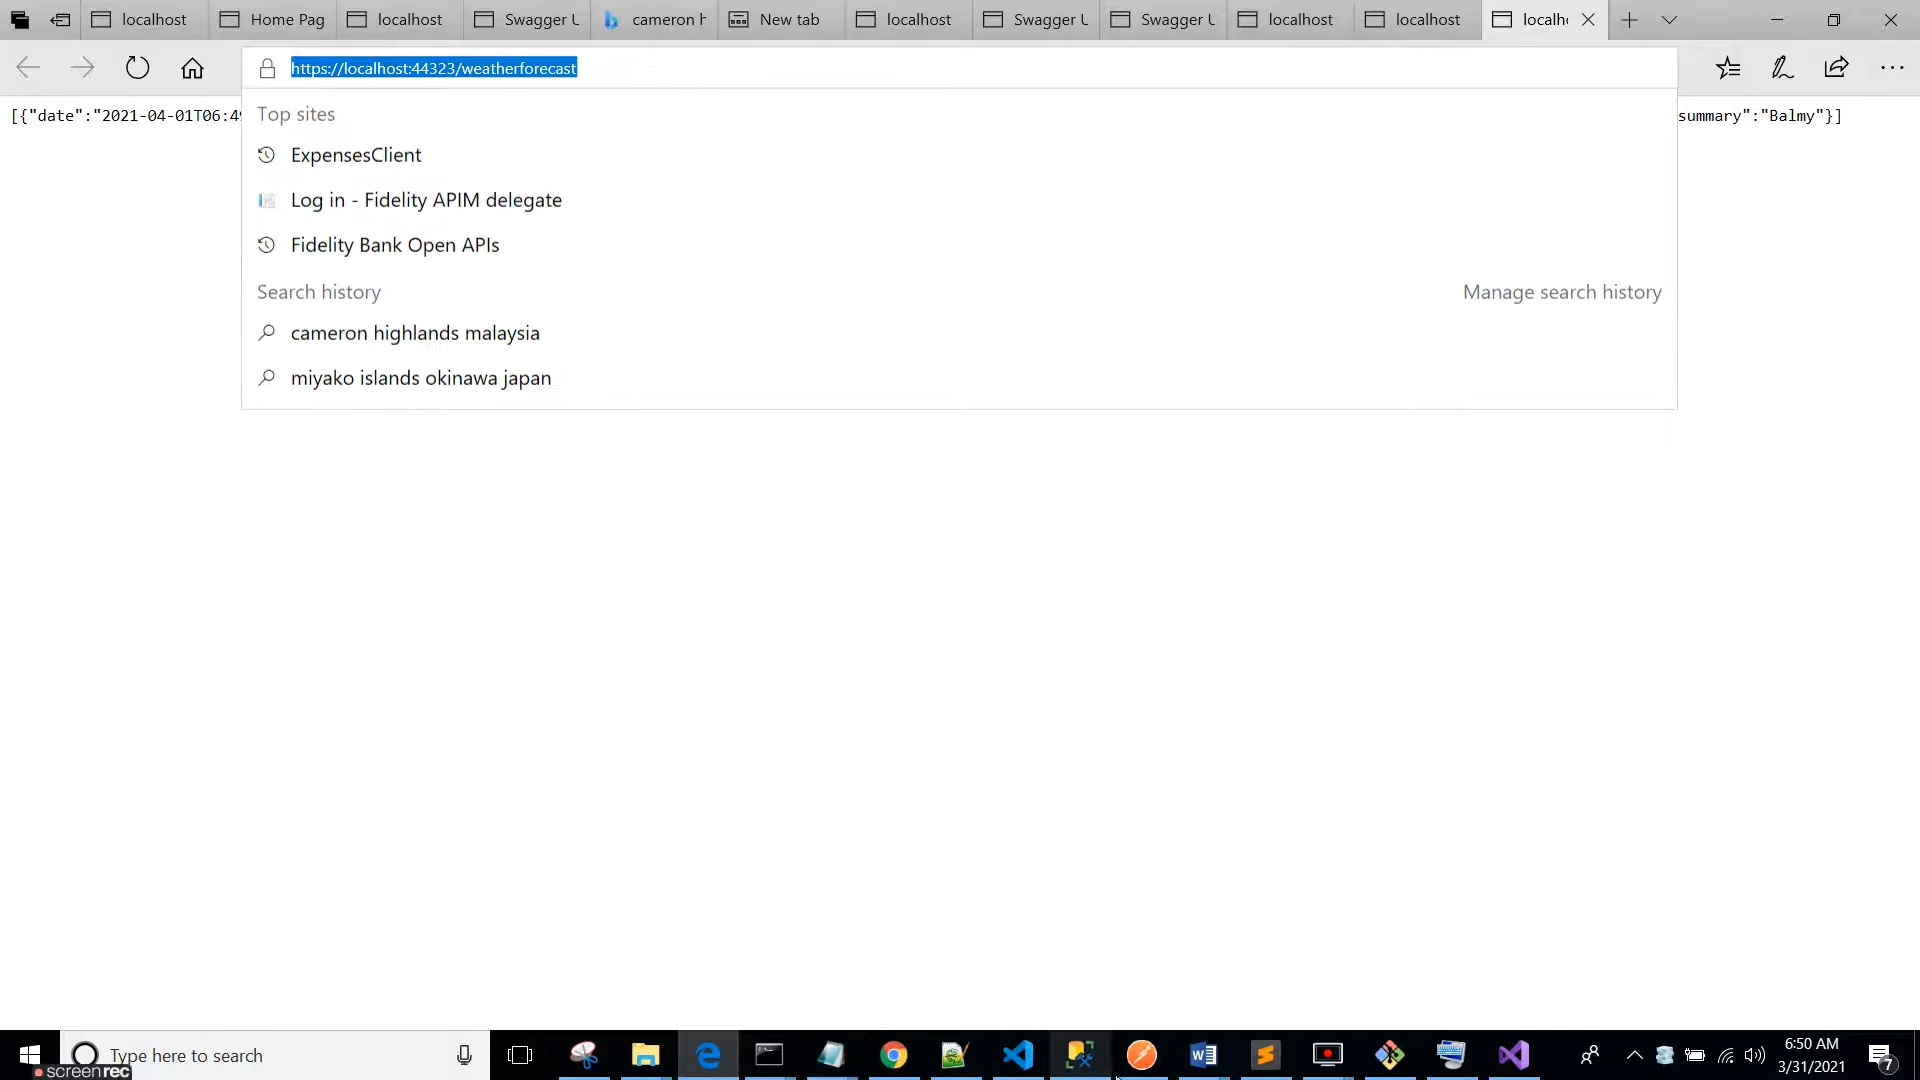 localhost Home Pag localhost Swagger U cameron h New tab localhost Swagger U Swagger U localhost localhost localh
https://localhost:44323/weatherforecast
[{"date":"2021-04-01T06:49 summary":"Balmy"}]
Top sites
ExpensesClient
Log in - Fidelity APIM delegate
Fidelity Bank Open APIs
Search history Manage search history
cameron highlands malaysia
miyako islands okinawa japan
Type here to search
screenrec
6:50 AM
3/31/2021
7